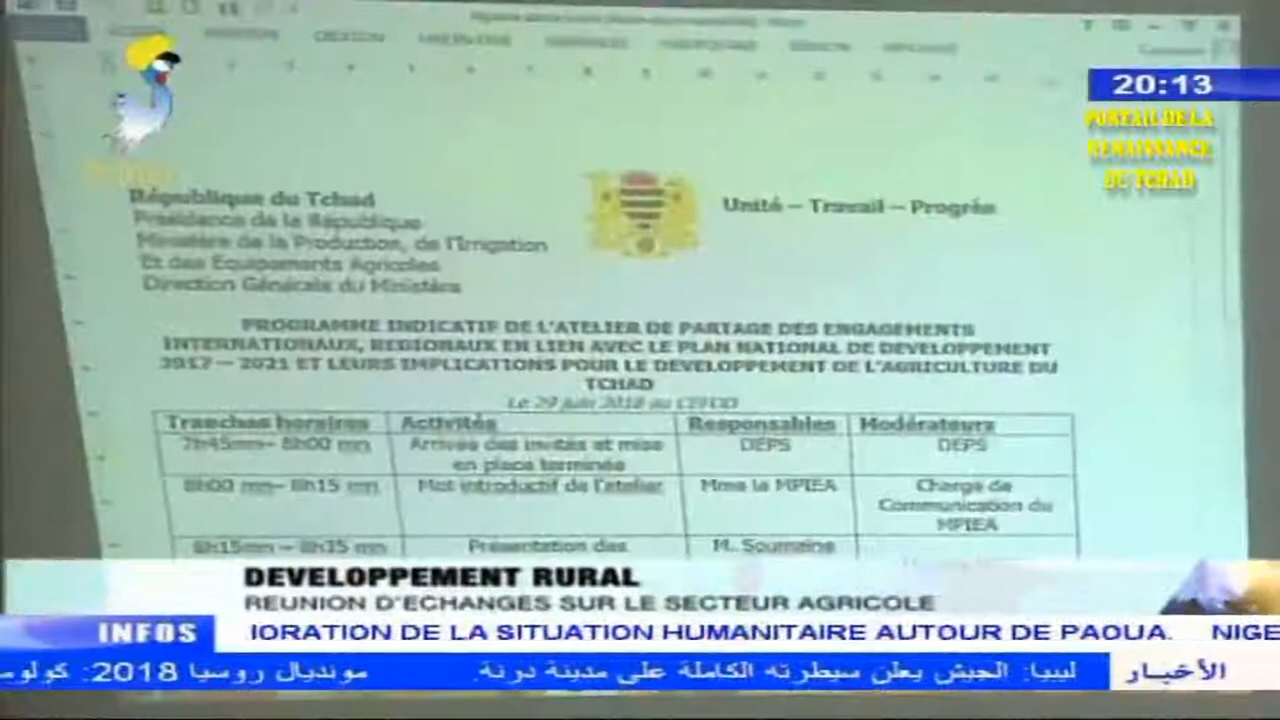 20:13
PORTAIL DE LA
RENAISSANCE
DU TCHAD
République du Tchad
Unité – Travail – Progrès
Présidence de la République
Ministère de la Production, de l'Irrigation
Et des Equipements Agricoles
Direction Générale du Ministère
PROGRAMME INDICATIF DE L'ATELIER DE PARTAGE DES ENGAGEMENTS
INTERNATIONAUX, REGIONAUX EN LIEN AVEC LE PLAN NATIONAL DE DEVELOPPEMENT
2017 – 2021 ET LEURS IMPLICATIONS POUR LE DEVELOPPEMENT DE L'AGRICULTURE DU
TCHAD
Le 29 juin 2018 au CEFOD
Tranches horaires Activités Responsables Modérateurs
7h45mn– 8h00 mn Arrivée des invités et mise DEPS DEPS
en place terminée
8h00 mn– 8h15 mn Mot introductif de l'atelier Mme la MPIEA Charge de
Communication du
MPIEA
8h15mn – 8h35 mn Présentation des M. Soumaine
DEVELOPPEMENT RURAL
REUNION D'ECHANGES SUR LE SECTEUR AGRICOLE
INFOS IORATION DE LA SITUATION HUMANITAIRE AUTOUR DE PAOUA. NIGE
الأخبـار ليبيا: الجيش يعلن سيطرته الكاملة على مدينة درنة. مونديال روسيا 2018: كولومـ